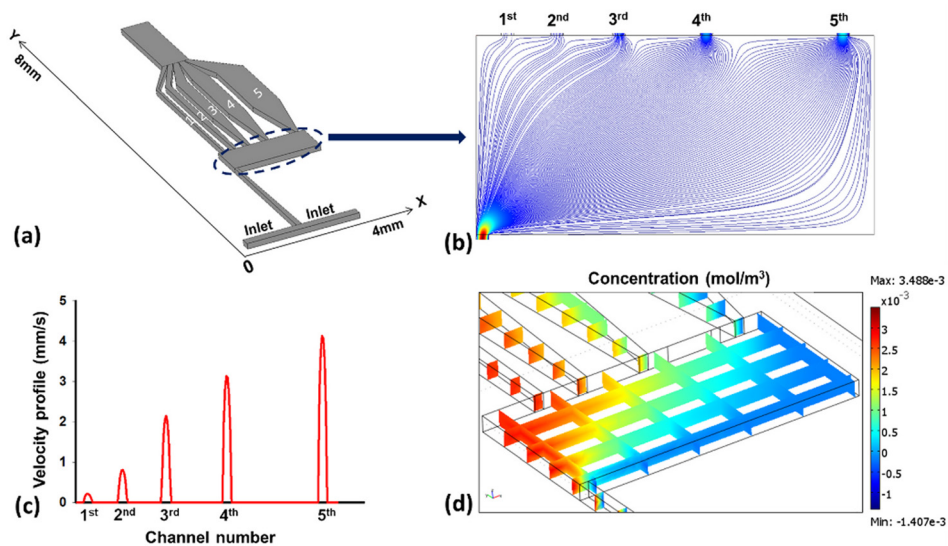 Y
8mm
1
2
3
4
5
Inlet
Inlet
X
4mm
0
(a)
1st 2nd 3rd 4th 5th
(b)
Velocity profile (mm/s)
5
4
3
2
1
0
1st 2nd 3rd 4th 5th
Channel number
(c)
Concentration (mol/m³)
Max: 3.488e-3
×10⁻³
3
2.5
2
1.5
1
0.5
0
-0.5
-1
Min: -1.407e-3
(d)